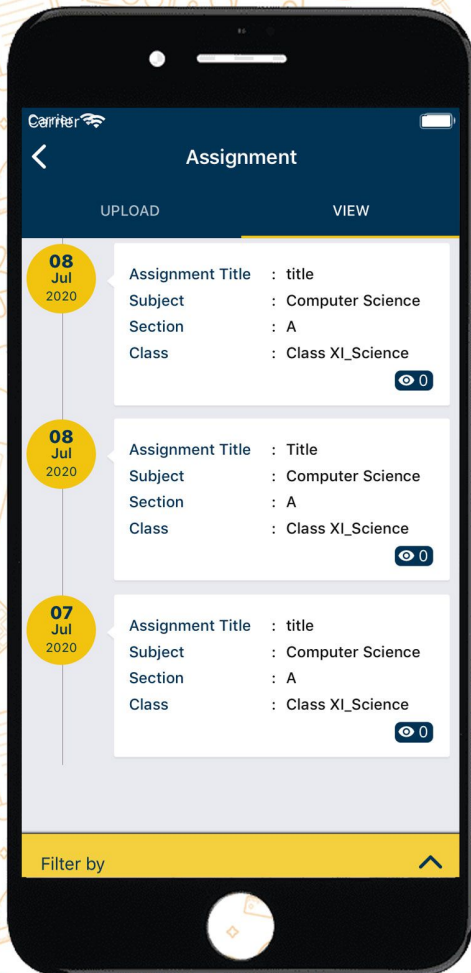 Carrier
Assignment
UPLOAD VIEW
08
Jul
2020
Assignment Title : title
Subject : Computer Science
Section : A
Class : Class XI_Science
0
08
Jul
2020
Assignment Title : Title
Subject : Computer Science
Section : A
Class : Class XI_Science
0
07
Jul
2020
Assignment Title : title
Subject : Computer Science
Section : A
Class : Class XI_Science
0
Filter by